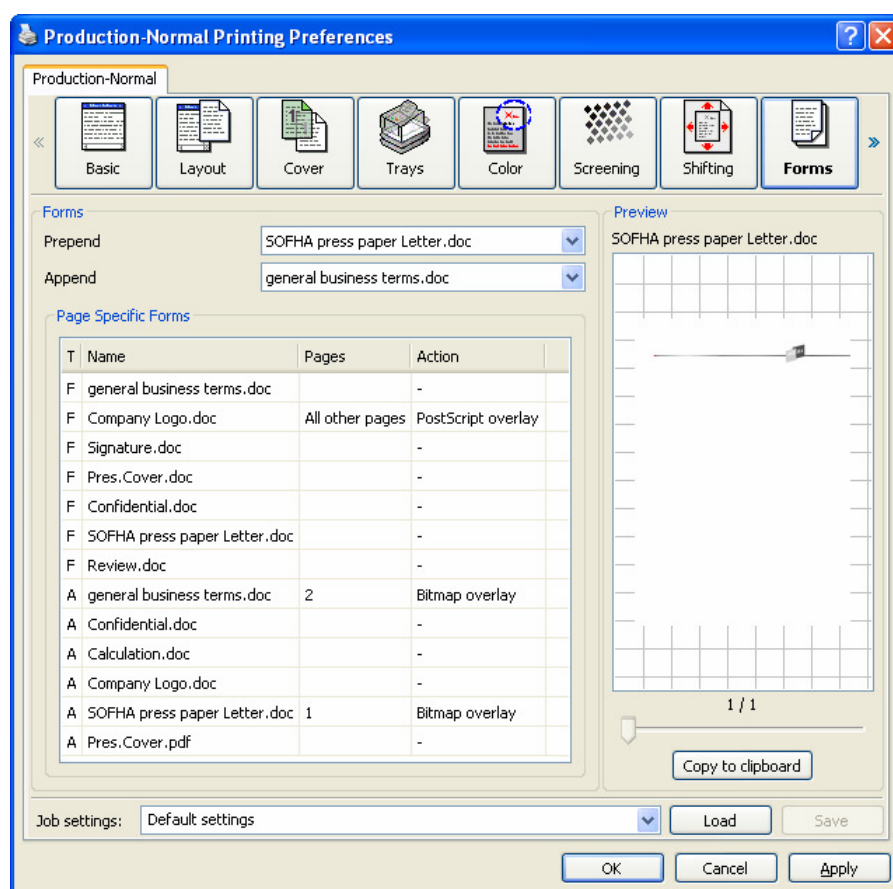 Production-Normal Printing Preferences
Production-Normal
Basic Layout Cover Trays Color Screening Shifting Forms
Forms
Prepend SOFHA press paper Letter.doc
Append general business terms.doc
Page Specific Forms
T Name Pages Action
F general business terms.doc -
F Company Logo.doc All other pages PostScript overlay
F Signature.doc -
F Pres.Cover.doc -
F Confidential.doc -
F SOFHA press paper Letter.doc -
F Review.doc -
A general business terms.doc 2 Bitmap overlay
A Confidential.doc -
A Calculation.doc -
A Company Logo.doc -
A SOFHA press paper Letter.doc 1 Bitmap overlay
A Pres.Cover.pdf -
Preview
SOFHA press paper Letter.doc
1 / 1
Copy to clipboard
Job settings: Default settings Load Save
OK Cancel Apply